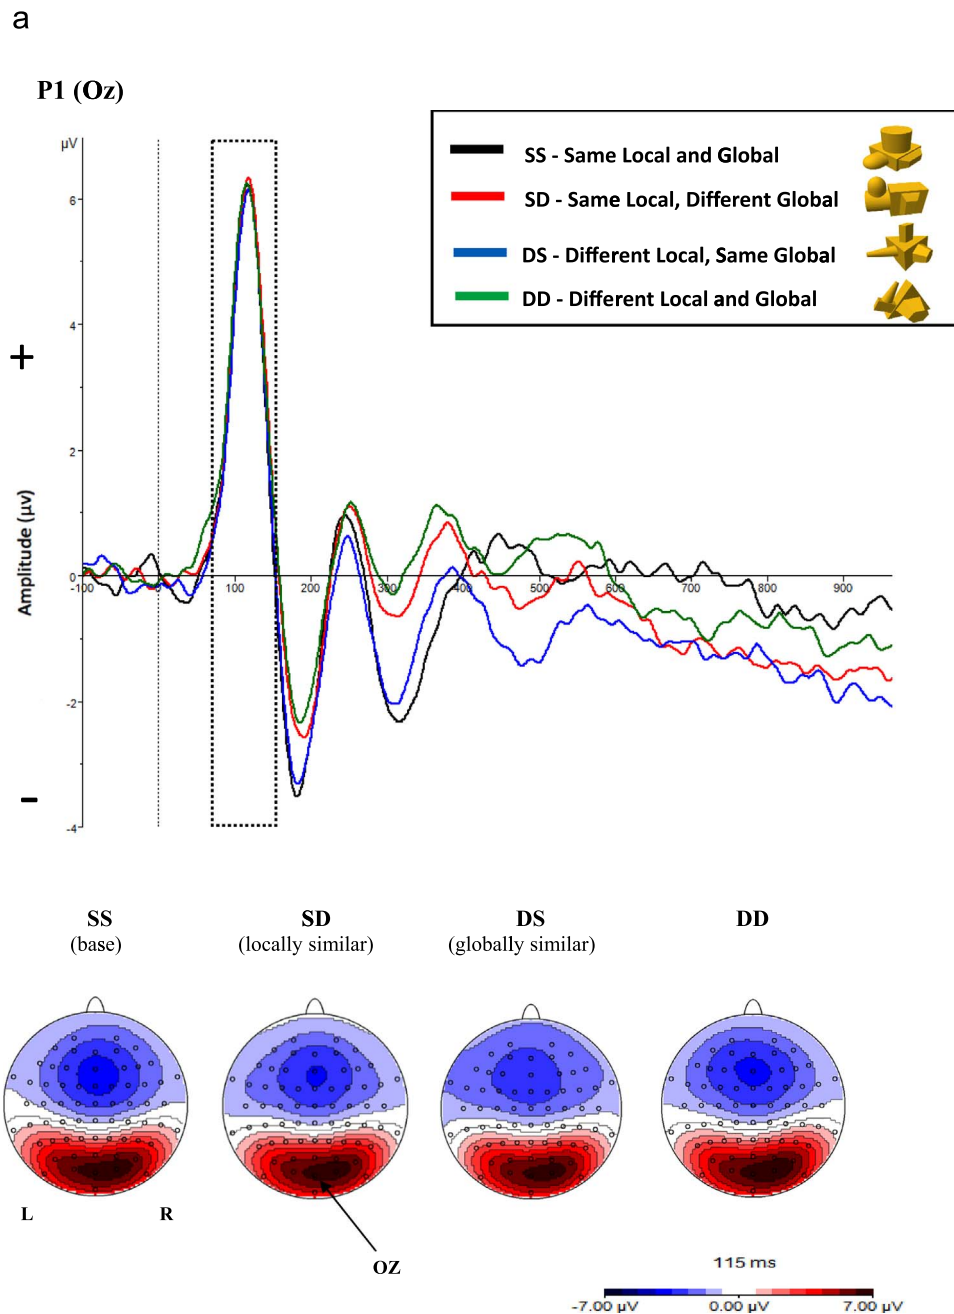 a
P1 (Oz)
µV
6
4
2
0
-2
-4
-100
0
100
200
300
400
500
600
700
800
900
+
-
Amplitude (µv)
SS - Same Local and Global
SD - Same Local, Different Global
DS - Different Local, Same Global
DD - Different Local and Global
SS
(base)
SD
(locally similar)
DS
(globally similar)
DD
L
R
OZ
115 ms
-7.00 µV
0.00 µV
7.00 µV